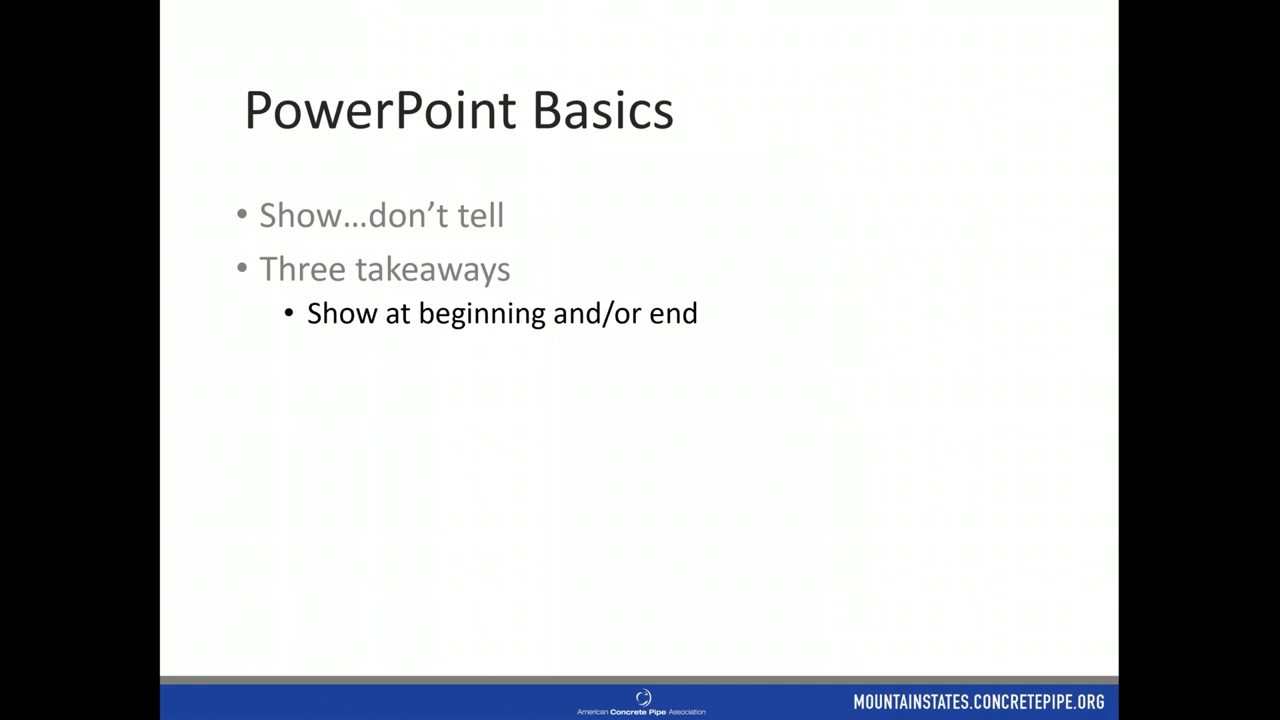 PowerPoint Basics
• Show...don't tell
• Three takeaways
• Show at beginning and/or end
American Concrete Pipe Association
MOUNTAINSTATES.CONCRETEPIPE.ORG